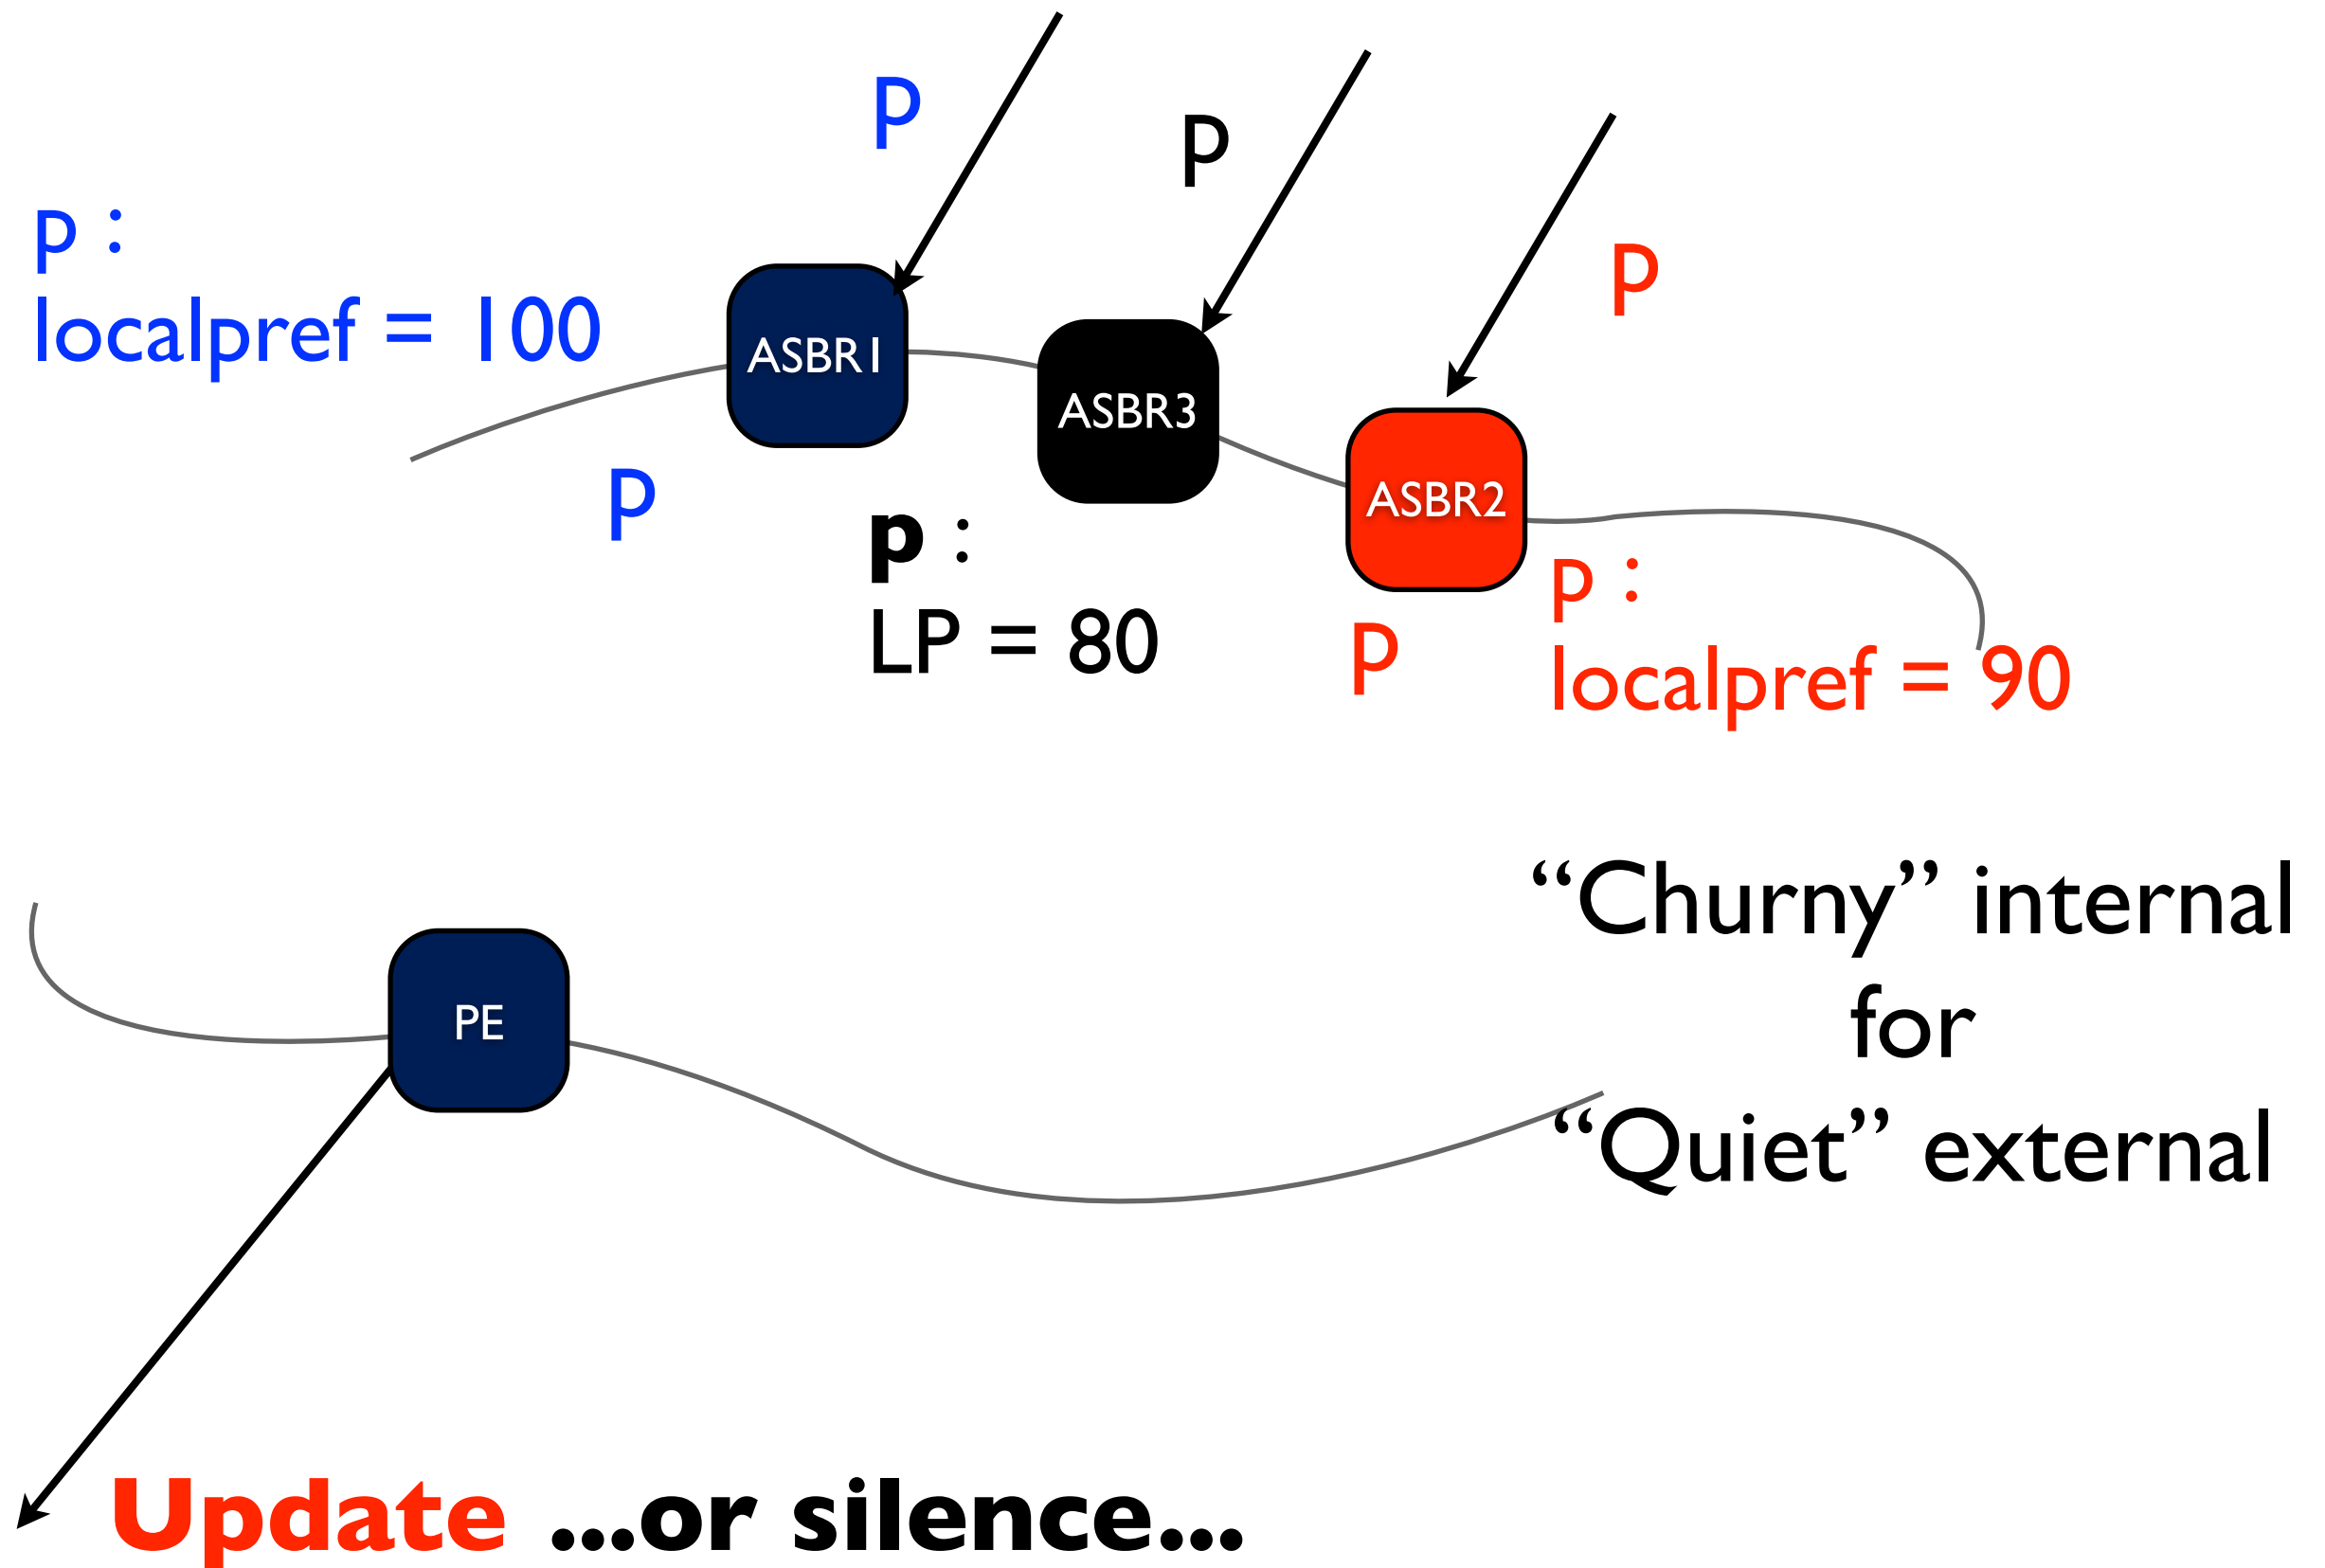 p
p
p :
localpref = 100
p
ASBR1
ASBR3
p
ASBR2
p :
LP = 80
p :
localpref = 90
p
“Churny” internal
for
“Quiet” external
PE
Update ...or silence...